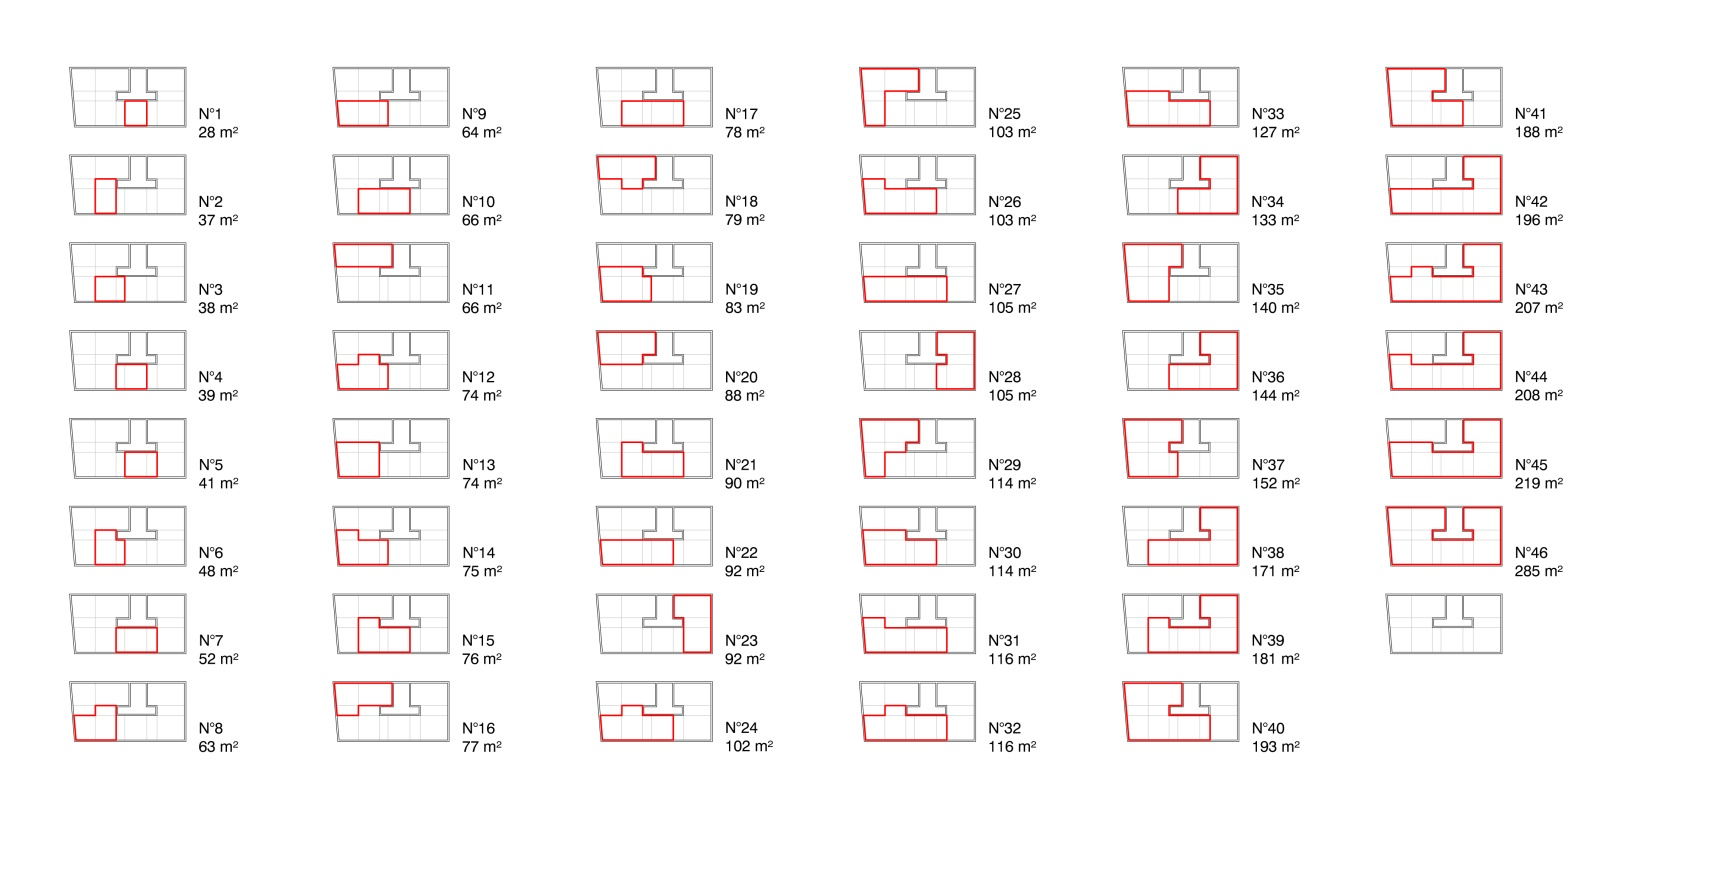 N°1
28 m²
N°2
37 m²
N°3
38 m²
N°4
39 m²
N°5
41 m²
N°6
48 m²
N°7
52 m²
N°8
63 m²
N°9
64 m²
N°10
66 m²
N°11
66 m²
N°12
74 m²
N°13
74 m²
N°14
75 m²
N°15
76 m²
N°16
77 m²
N°17
78 m²
N°18
79 m²
N°19
83 m²
N°20
88 m²
N°21
90 m²
N°22
92 m²
N°23
92 m²
N°24
102 m²
N°25
103 m²
N°26
103 m²
N°27
105 m²
N°28
105 m²
N°29
114 m²
N°30
114 m²
N°31
116 m²
N°32
116 m²
N°33
127 m²
N°34
133 m²
N°35
140 m²
N°36
144 m²
N°37
152 m²
N°38
171 m²
N°39
181 m²
N°40
193 m²
N°41
188 m²
N°42
196 m²
N°43
207 m²
N°44
208 m²
N°45
219 m²
N°46
285 m²